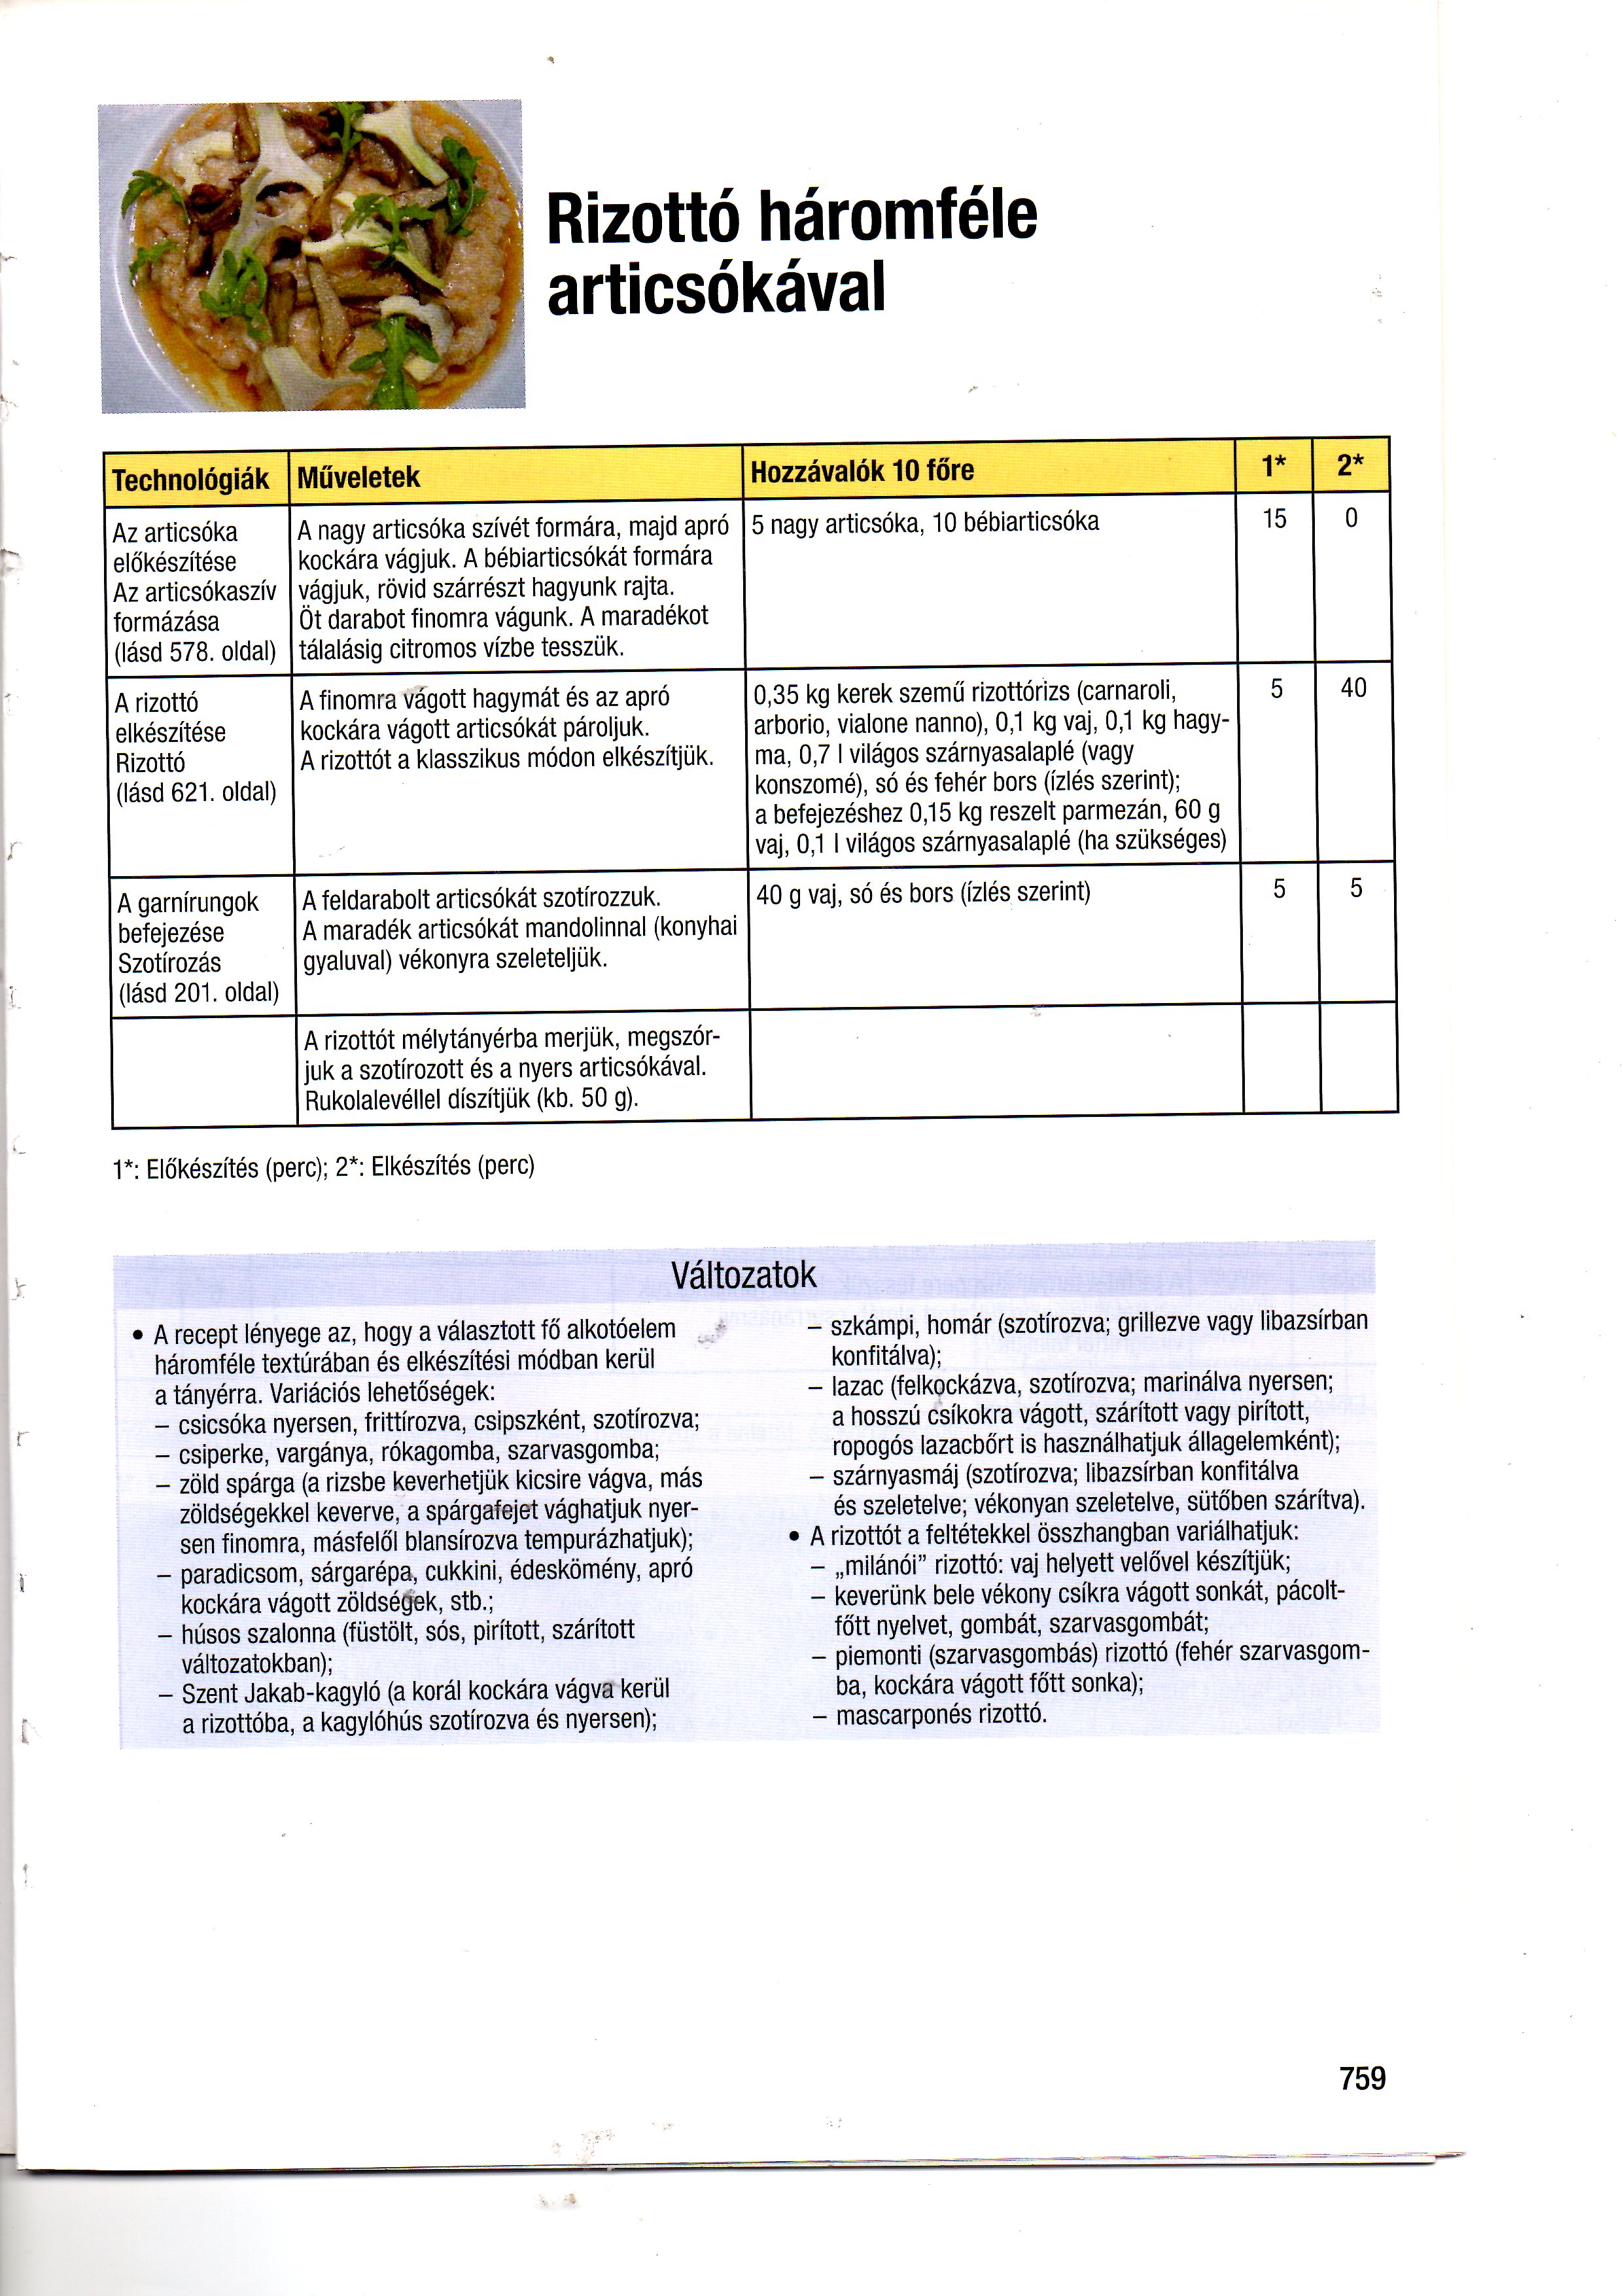 Rizottó háromféle
articsókával
Technológiák
Műveletek
Hozzávalók 10 főre
1*
2*
Az articsóka
előkészítése
Az articsókaszív
formázása
(lásd 578. oldal)
A nagy articsóka szívét formára, majd apró
kockára vágjuk. A bébiarticsókát formára
vágjuk, rövid szárrészt hagyunk rajta.
Öt darabot finomra vágunk. A maradékot
tálalásig citromos vízbe tesszük.
5 nagy articsóka, 10 bébiarticsóka
15
0
A rizottó
elkészítése
Rizottó
(lásd 621. oldal)
A finomra vágott hagymát és az apró
kockára vágott articsókát pároljuk.
A rizottót a klasszikus módon elkészítjük.
0,35 kg kerek szemű rizottórizs (carnaroli,
arborio, vialone nanno), 0,1 kg vaj, 0,1 kg hagy-
ma, 0,7 l világos szárnyasalaplé (vagy
konszomé), só és fehér bors (ízlés szerint);
a befejezéshez 0,15 kg reszelt parmezán, 60 g
vaj, 0,1 l világos szárnyasalaplé (ha szükséges)
5
40
A garnírungok
befejezése
Szotírozás
(lásd 201. oldal)
A feldarabolt articsókát szotírozzuk.
A maradék articsókát mandolinnal (konyhai
gyaluval) vékonyra szeleteljük.
40 g vaj, só és bors (ízlés szerint)
5
5
A rizottót mélytányérba merjük, megszór-
juk a szotírozott és a nyers articsókával.
Rukolalevéllel díszítjük (kb. 50 g).
1*: Előkészítés (perc); 2*: Elkészítés (perc)
Változatok
• A recept lényege az, hogy a választott fő alkotóelem
háromféle textúrában és elkészítési módban kerül
a tányérra. Variációs lehetőségek:
– csicsóka nyersen, frittírozva, csipszként, szotírozva;
– csiperke, vargánya, rókagomba, szarvasgomba;
– zöld spárga (a rizsbe keverhetjük kicsire vágva, más
zöldségekkel keverve, a spárgafejet vághatjuk nyer-
sen finomra, másfelől blansírozva tempurázhatjuk);
– paradicsom, sárgarépa, cukkini, édeskömény, apró
kockára vágott zöldségek, stb.;
– húsos szalonna (füstölt, sós, pirított, szárított
változatokban);
– Szent Jakab-kagyló (a korál kockára vágva kerül
a rizottóba, a kagylóhús szotírozva és nyersen);
– szkámpi, homár (szotírozva; grillezve vagy libazsírban
konfitálva);
– lazac (felkockázva, szotírozva; marinálva nyersen;
a hosszú csíkokra vágott, szárított vagy pirított,
ropogós lazacbőrt is használhatjuk állagelemként);
– szárnyasmáj (szotírozva; libazsírban konfitálva
és szeletelve; vékonyan szeletelve, sütőben szárítva).
• A rizottót a feltétekkel összhangban variálhatjuk:
– „milánói” rizottó: vaj helyett velővel készítjük;
– keverünk bele vékony csíkra vágott sonkát, pácolt-
főtt nyelvet, gombát, szarvasgombát;
– piemonti (szarvasgombás) rizottó (fehér szarvasgom-
ba, kockára vágott főtt sonka);
– mascarponés rizottó.
759